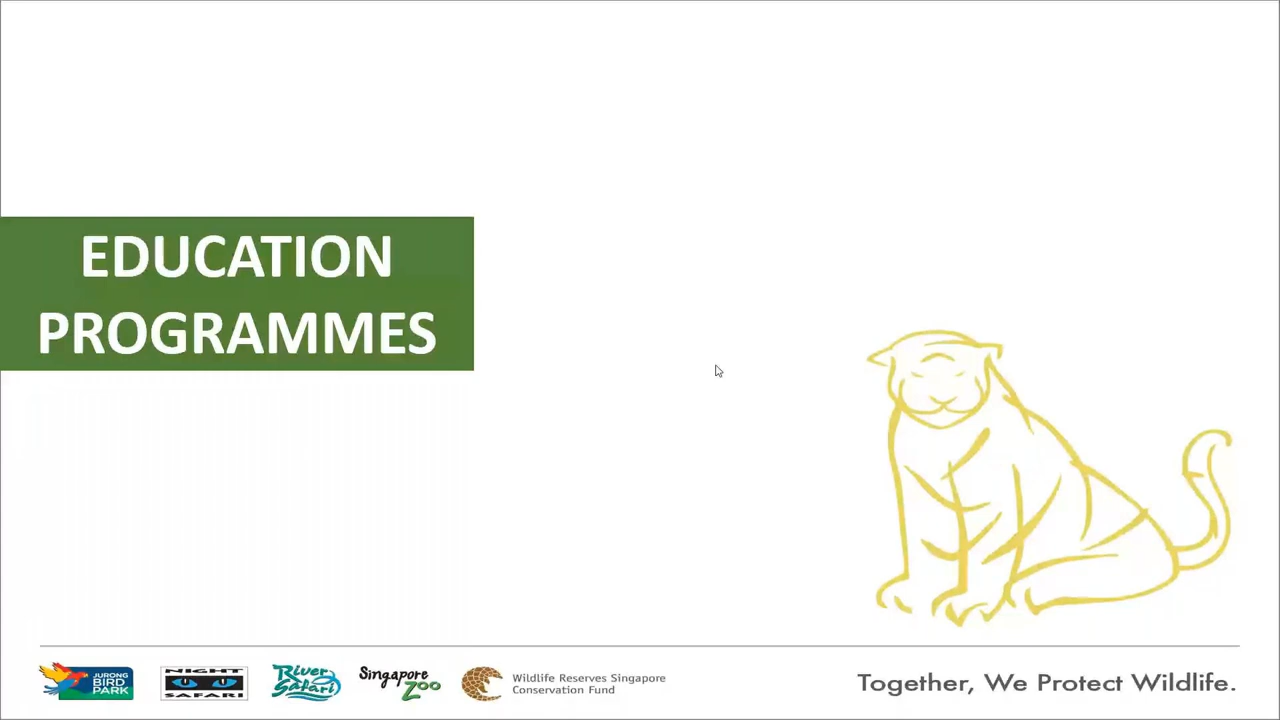 EDUCATION
PROGRAMMES
JURONG
BIRD
PARK
NIGHT
SAFARI
River
Safari
Singapore
Zoo
Wildlife Reserves Singapore
Conservation Fund
Together, We Protect Wildlife.